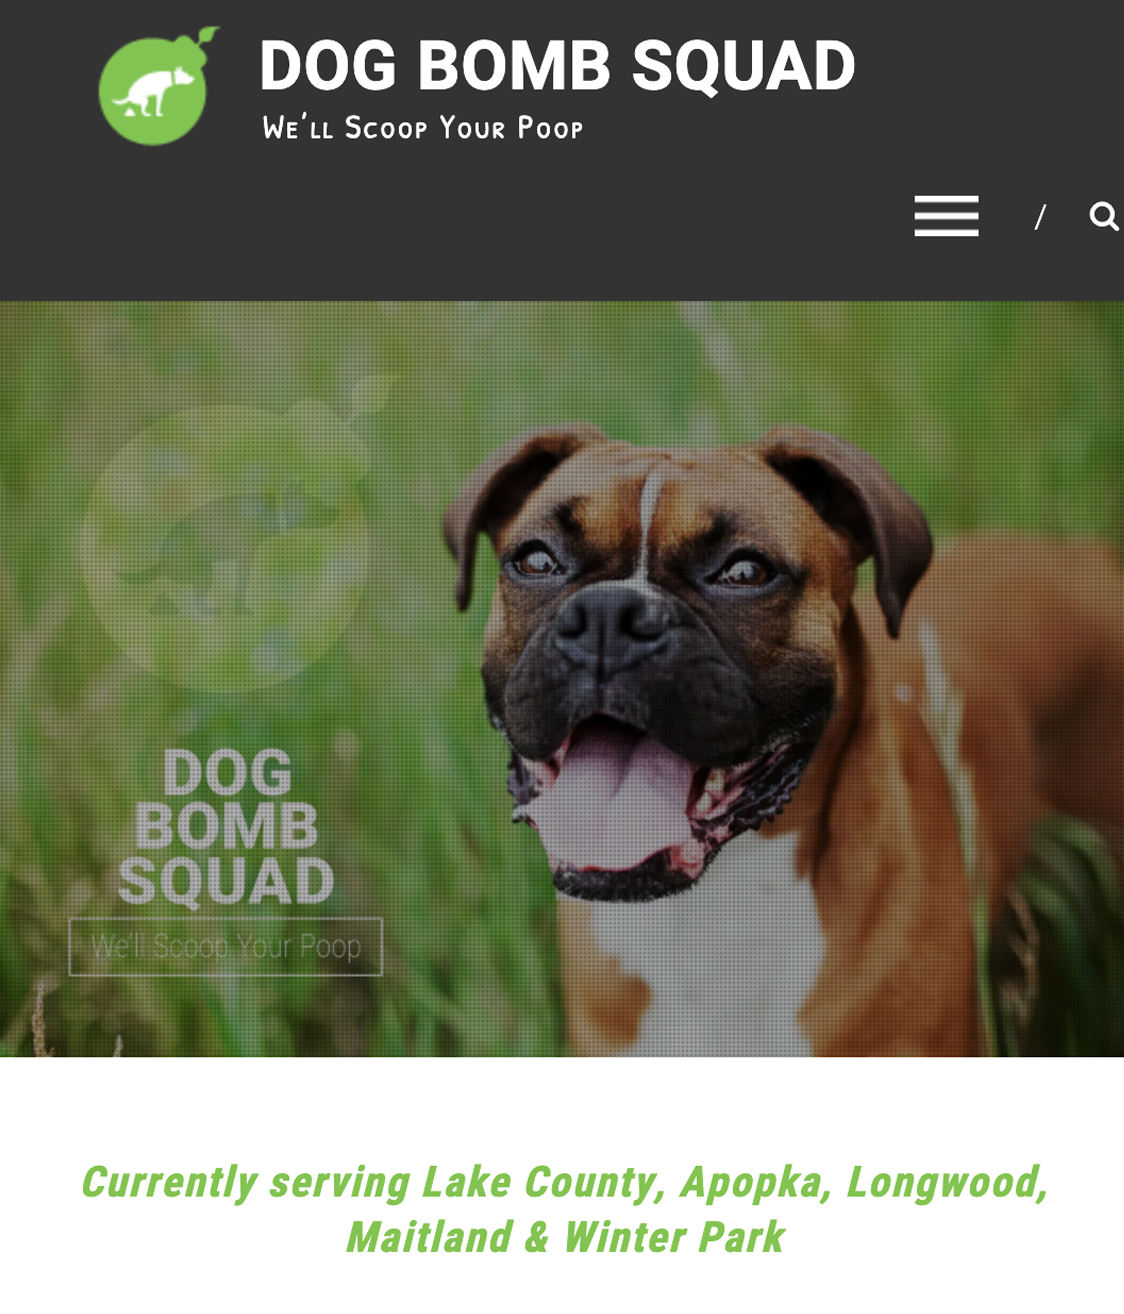 DOG BOMB SQUAD
We'll Scoop Your Poop
/
DOG
BOMB
SQUAD
We'll Scoop Your Poop
Currently serving Lake County, Apopka, Longwood,
Maitland & Winter Park